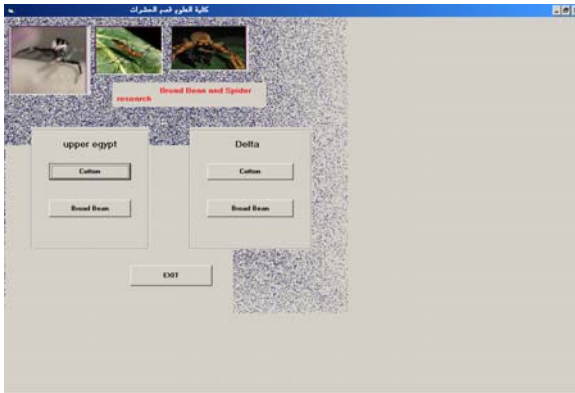 كلية العلوم قسم الحشرات
Broad Bean and Spider
research
upper egypt
Delta
Cotton
Cotton
Broad Bean
Broad Bean
EXIT